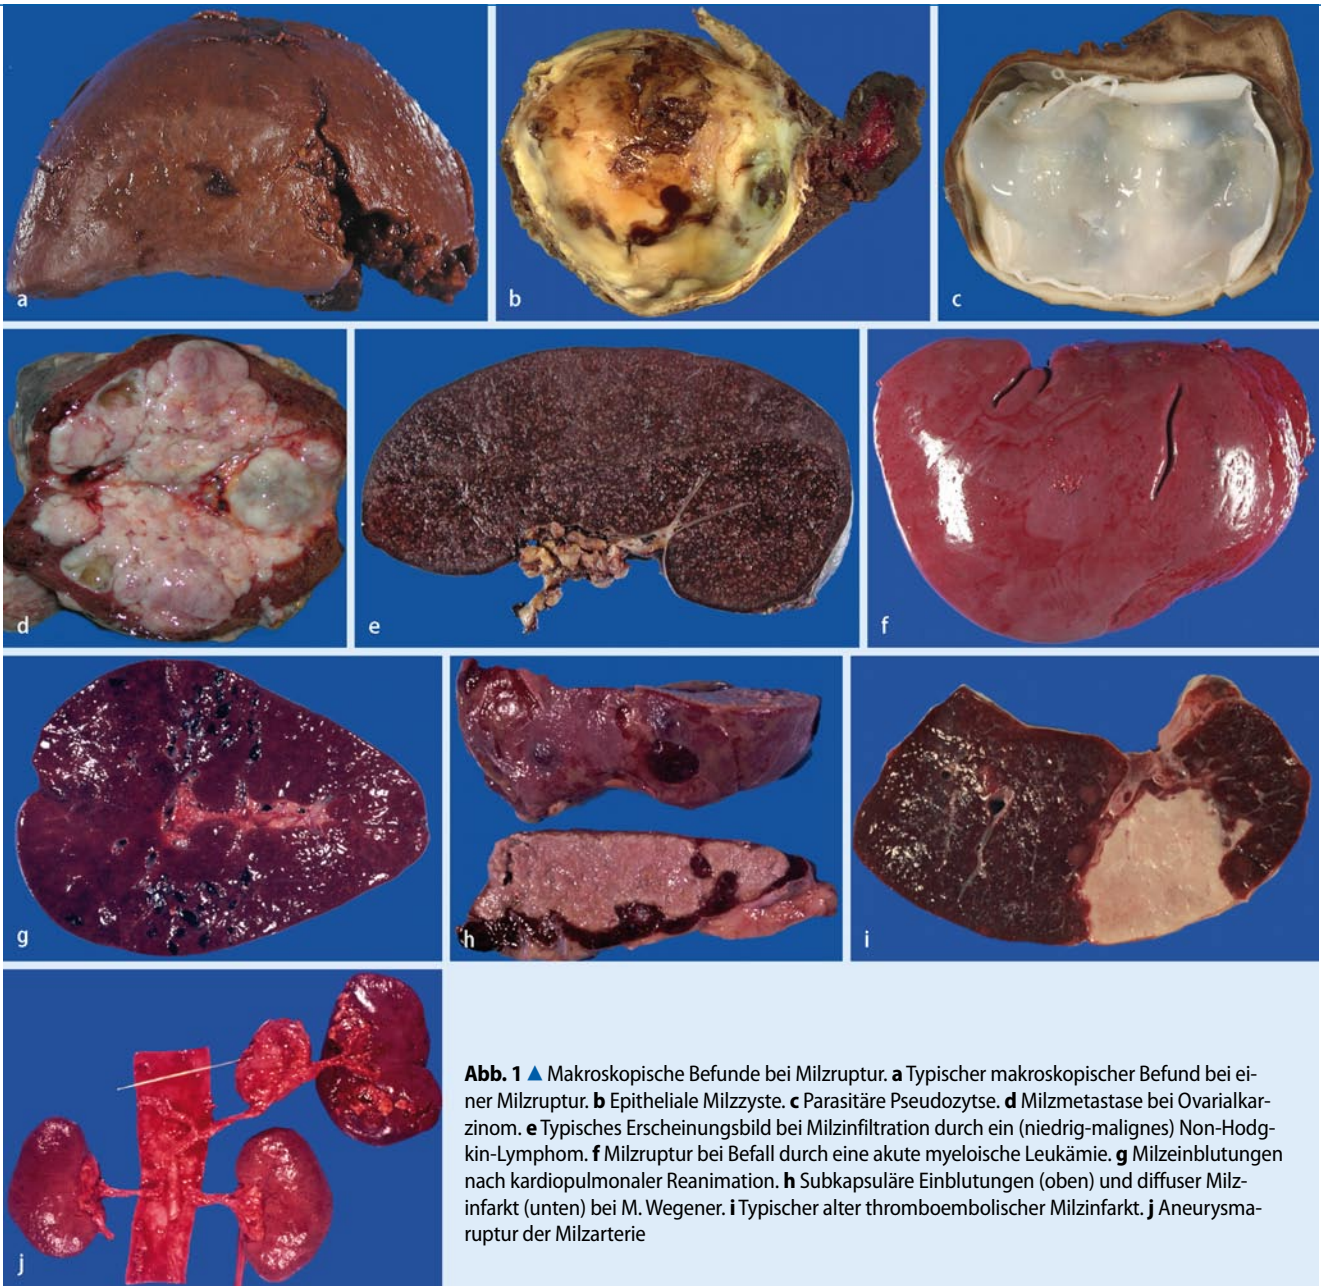 a
b
c
d
e
f
g
h
i
j
Abb. 1 ▲ Makroskopische Befunde bei Milzruptur. a Typischer makroskopischer Befund bei ei-
ner Milzruptur. b Epitheliale Milzzyste. c Parasitäre Pseudozytse. d Milzmetastase bei Ovarialkar-
zinom. e Typisches Erscheinungsbild bei Milzinfiltration durch ein (niedrig-malignes) Non-Hodg-
kin-Lymphom. f Milzruptur bei Befall durch eine akute myeloische Leukämie. g Milzeinblutungen
nach kardiopulmonaler Reanimation. h Subkapsuläre Einblutungen (oben) und diffuser Milz-
infarkt (unten) bei M. Wegener. i Typischer alter thromboembolischer Milzinfarkt. j Aneurysma-
ruptur der Milzarterie